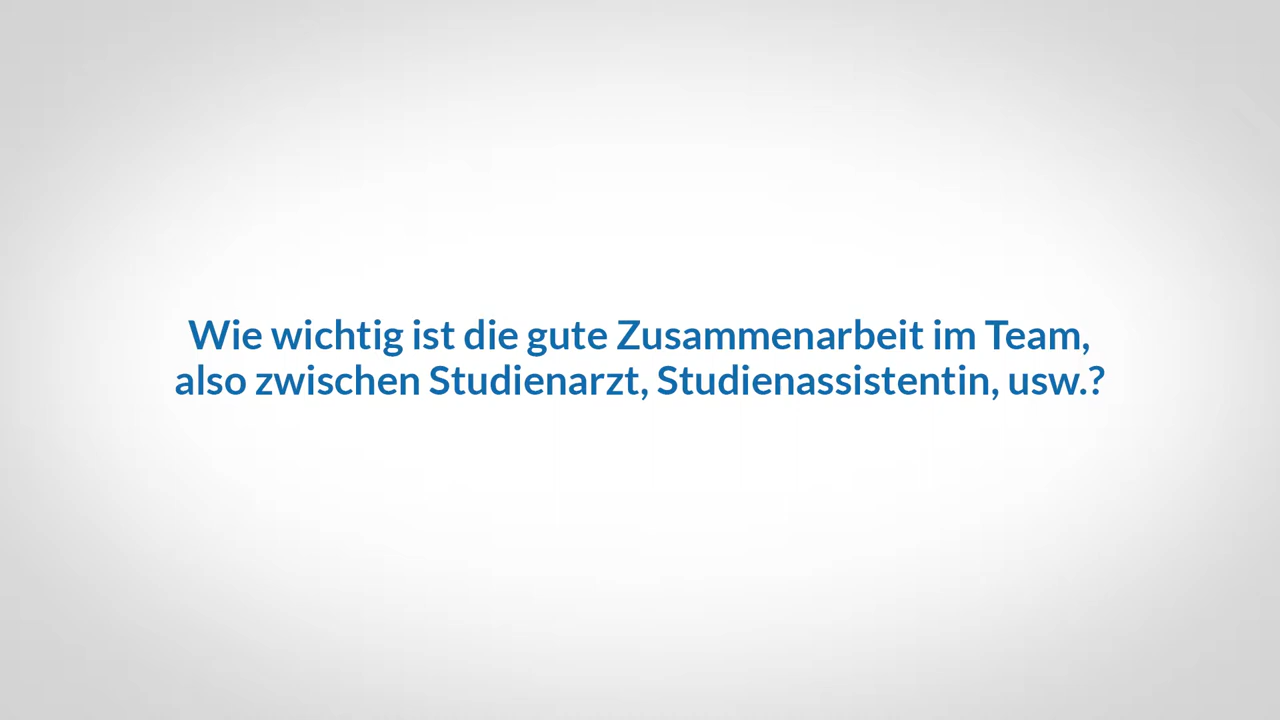 Wie wichtig ist die gute Zusammenarbeit im Team,
also zwischen Studienarzt, Studienassistentin, usw.?